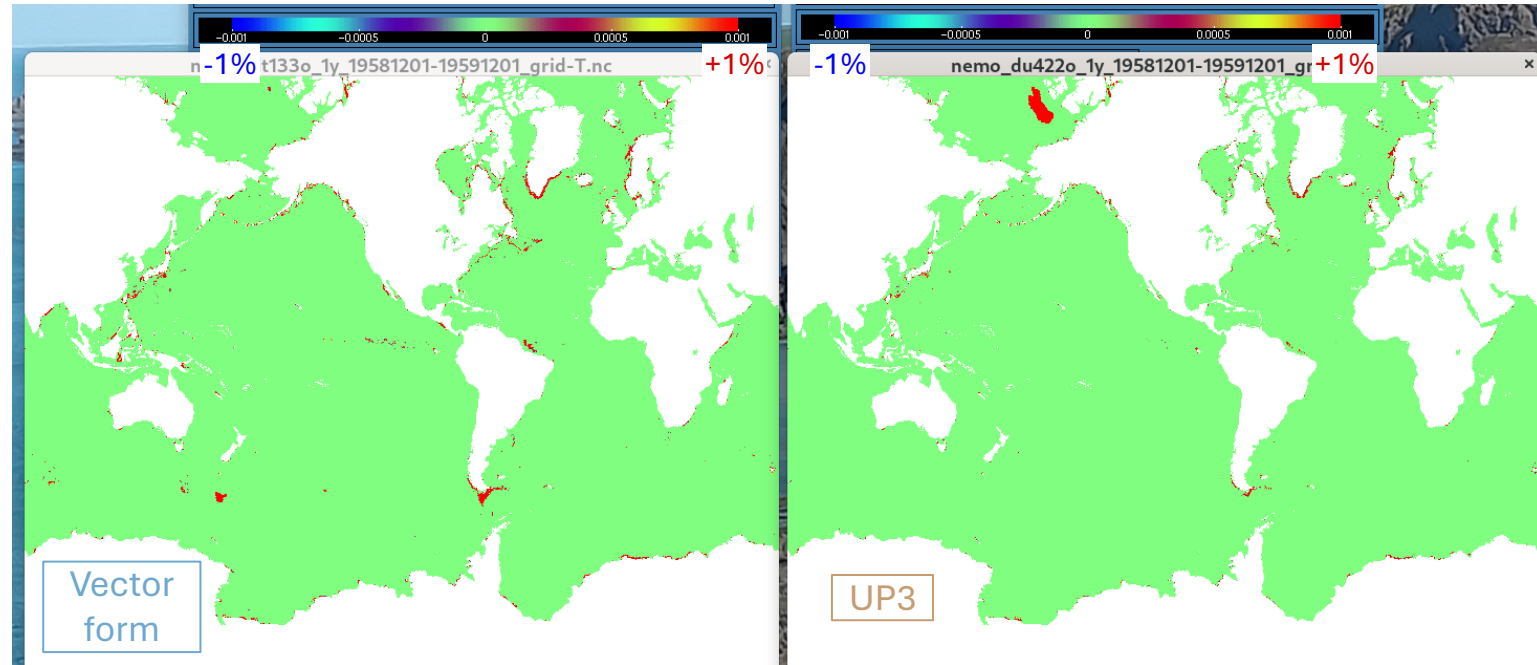 -0.001 -0.0005 0 0.0005 0.001
-0.001 -0.0005 0 0.0005 0.001
-1% +1%
-1% +1%
t133o_1y_19581201-19591201_grid-T.nc
nemo_du422o_1y_19581201-19591201_gr ×
Vector
form
UP3